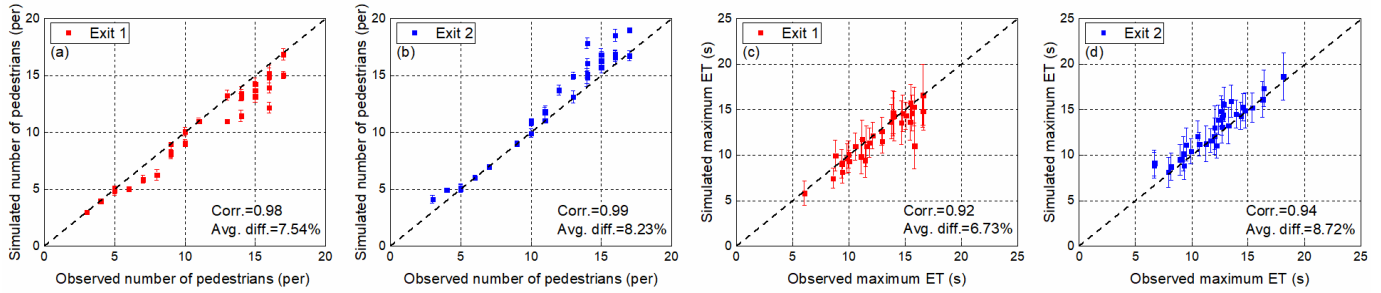 Simulated number of pedestrians (per)
20
15
10
5
0
Exit 1
(a)
Corr.=0.98
Avg. diff.=7.54%
0 5 10 15 20
Observed number of pedestrians (per)
Simulated number of pedestrians (per)
20
15
10
5
0
Exit 2
(b)
Corr.=0.99
Avg. diff.=8.23%
0 5 10 15 20
Observed number of pedestrians (per)
Simulated maximum ET (s)
25
20
15
10
5
0
Exit 1
(c)
Corr.=0.92
Avg. diff.=6.73%
0 5 10 15 20 25
Observed maximum ET (s)
Simulated maximum ET (s)
25
20
15
10
5
0
Exit 2
(d)
Corr.=0.94
Avg. diff.=8.72%
0 5 10 15 20 25
Observed maximum ET (s)